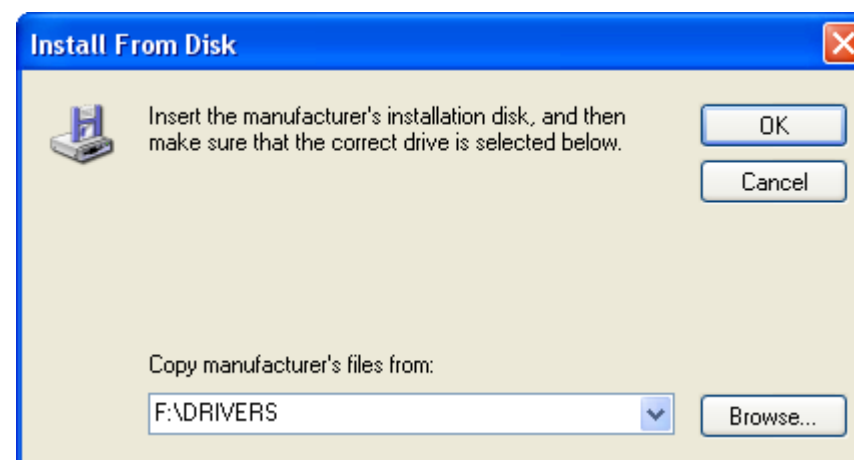 Install From Disk
Insert the manufacturer's installation disk, and then
make sure that the correct drive is selected below.
OK
Cancel
Copy manufacturer's files from:
F:\DRIVERS
Browse...